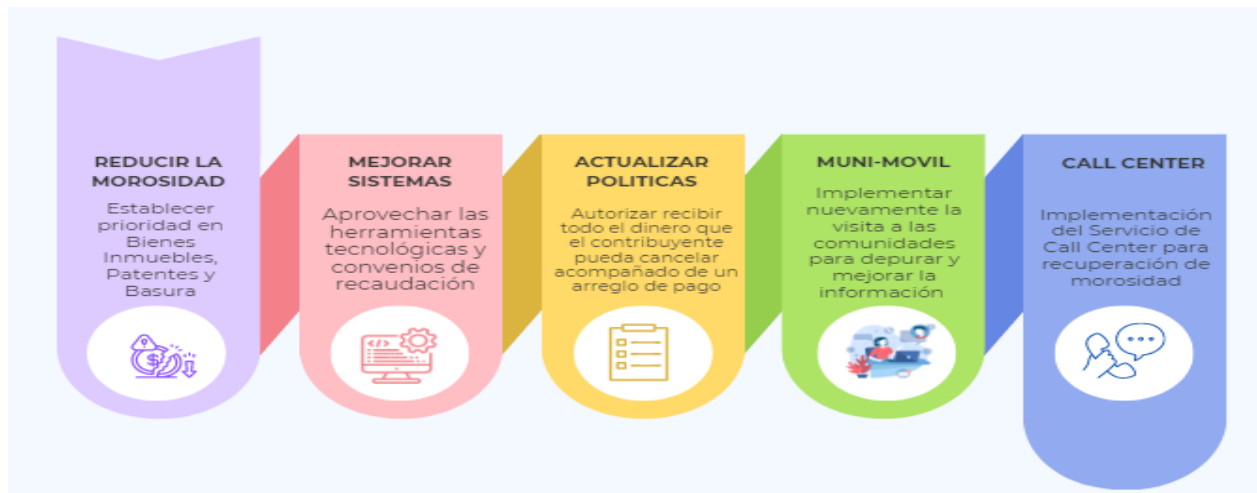 REDUCIR LA
MOROSIDAD
Establecer
prioridad en
Bienes
Inmuebles,
Patentes y
Basura
MEJORAR
SISTEMAS
Aprovechar las
herramientas
tecnológicas y
convenios de
recaudación
ACTUALIZAR
POLITICAS
Autorizar recibir
todo el dinero que
el contribuyente
pueda cancelar
acompañado de un
arreglo de pago
MUNI-MOVIL
Implementar
nuevamente la
visita a las
comunidades
para depurar y
mejorar la
información
CALL CENTER
Implementación
del Servicio de
Call Center para
recuperación de
morosidad